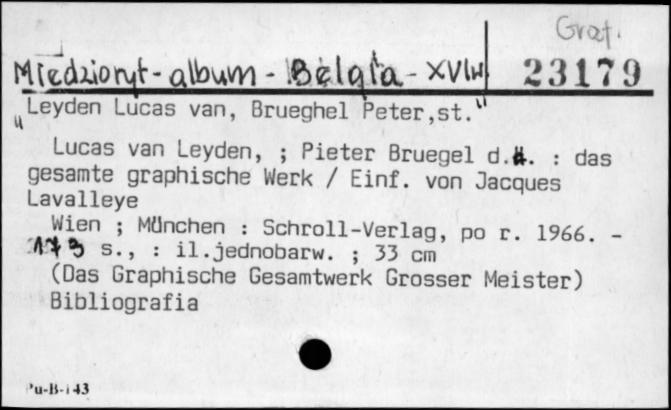 Graf.
Miedzioryt - album - Belgia - XVIw
23179
"Leyden Lucas van, Brueghel Peter,st."
Lucas van Leyden, ; Pieter Bruegel d.Ä. : das
gesamte graphische Werk / Einf. von Jacques
Lavalleye
Wien ; München : Schroll-Verlag, po r. 1966. -
173 s., : il.jednobarw. ; 33 cm
(Das Graphische Gesamtwerk Grosser Meister)
Bibliografia
Pu-B-143